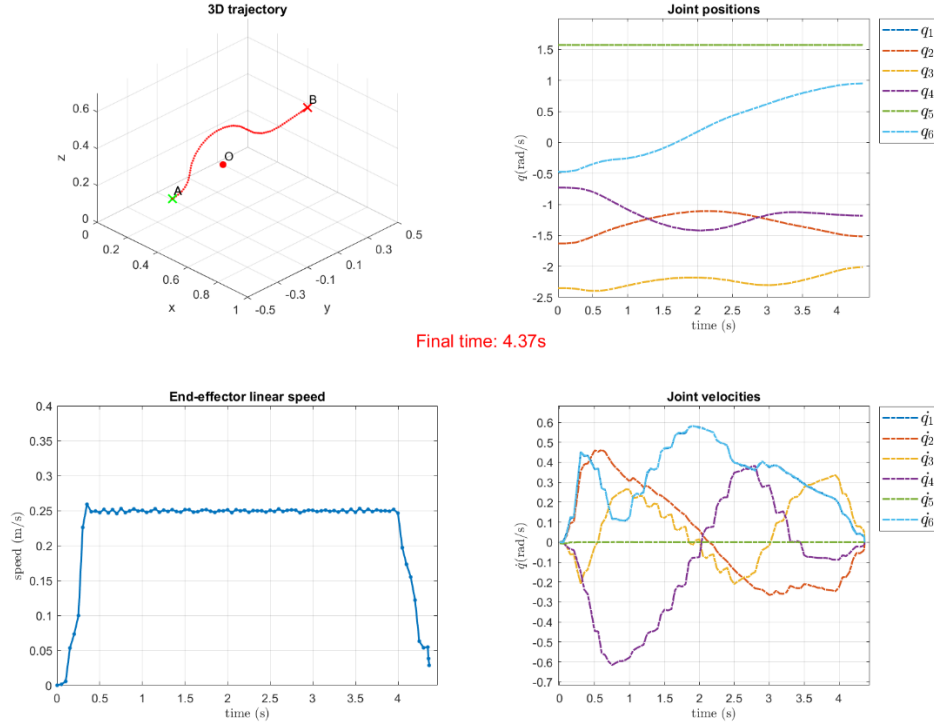 3D trajectory
0.6
0.4
0.2
0
z
0
0.2
0.4
0.6
0.8
1
x
-0.5
-0.3
-0.1
0.1
0.3
0.5
y
A
B
O
Joint positions
1.5
1
0.5
0
-0.5
-1
-1.5
-2
-2.5
q(rad/s)
0 0.5 1 1.5 2 2.5 3 3.5 4
time (s)
q₁
q₂
q₃
q₄
q₅
q₆
Final time: 4.37s
End-effector linear speed
0.4
0.35
0.3
0.25
0.2
0.15
0.1
0.05
0
speed (m/s)
0 0.5 1 1.5 2 2.5 3 3.5 4
time (s)
Joint velocities
0.6
0.5
0.4
0.3
0.2
0.1
0
-0.1
-0.2
-0.3
-0.4
-0.5
-0.6
-0.7
q̇(rad/s)
0 0.5 1 1.5 2 2.5 3 3.5 4
time (s)
q̇₁
q̇₂
q̇₃
q̇₄
q̇₅
q̇₆